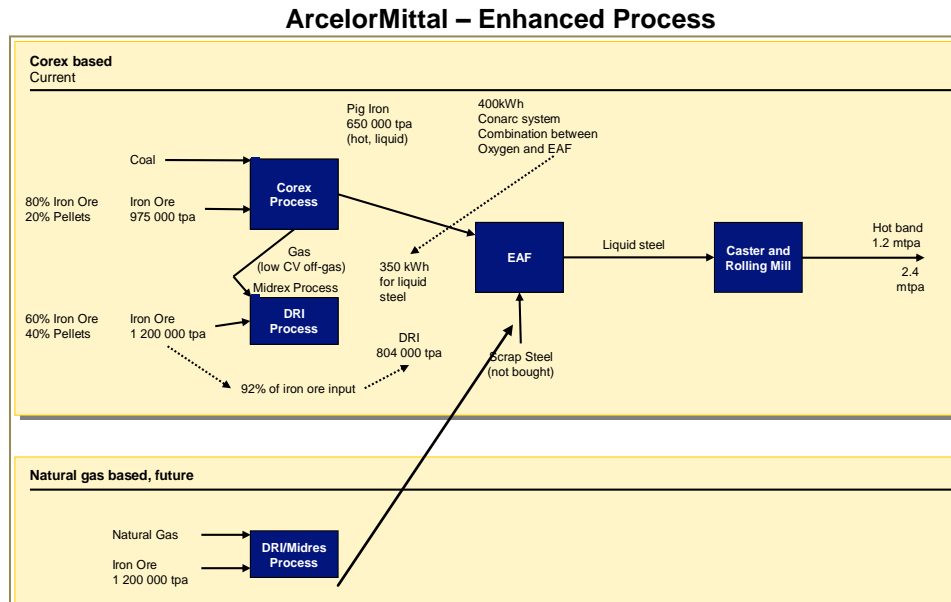 ArcelorMittal – Enhanced Process
Corex based
Current
Pig Iron
650 000 tpa
(hot, liquid)
400kWh
Conarc system
Combination between
Oxygen and EAF
Coal
Corex
Process
80% Iron Ore
20% Pellets
Iron Ore
975 000 tpa
Gas
(low CV off-gas)
Midrex Process
350 kWh
for liquid
steel
EAF
Liquid steel
Caster and
Rolling Mill
Hot band
1.2 mtpa
2.4
mtpa
60% Iron Ore
40% Pellets
Iron Ore
1 200 000 tpa
DRI
Process
DRI
804 000 tpa
Scrap Steel
(not bought)
92% of iron ore input
Natural gas based, future
Natural Gas
Iron Ore
1 200 000 tpa
DRI/Midres
Process